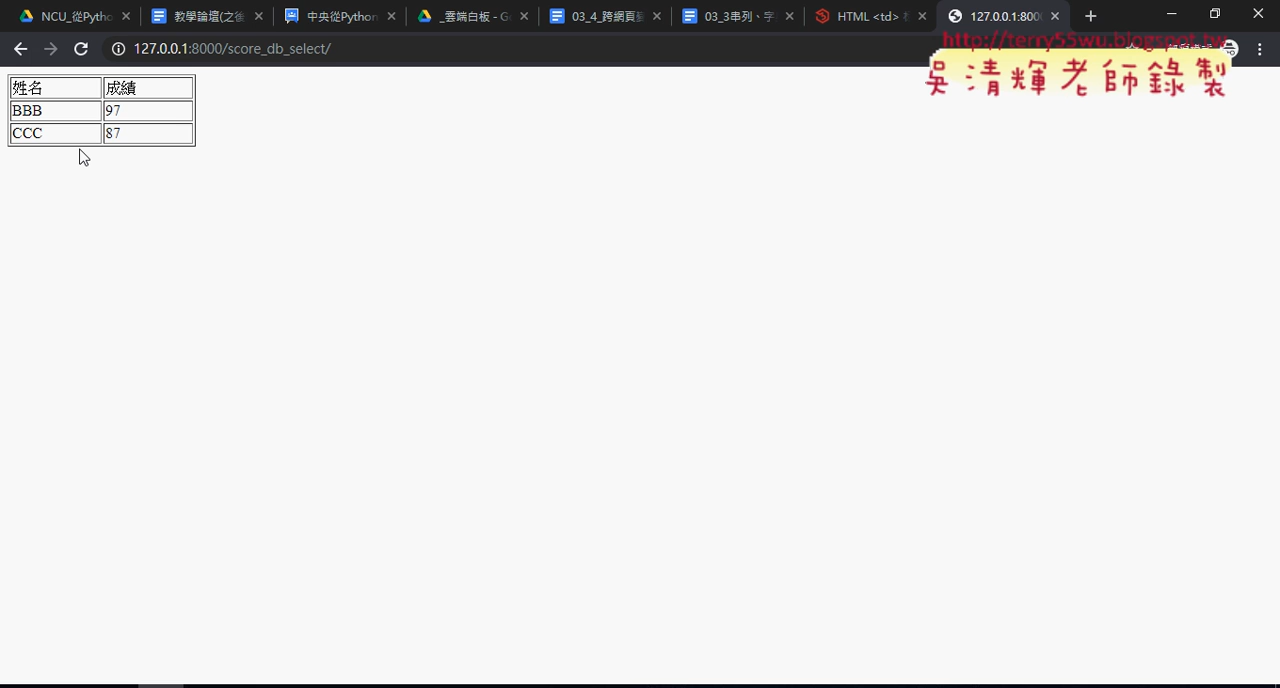 NCU_從Pytho
教學論壇(之後
中央從Python
_雲端白板 - Go
03_4_跨網頁
03_3串列、字
HTML <td>
127.0.0.1:800
127.0.0.1:8000/score_db_select/
http://terry55wu.blogspot.tw
吳清輝老師錄製
姓名 成績
BBB 97
CCC 87